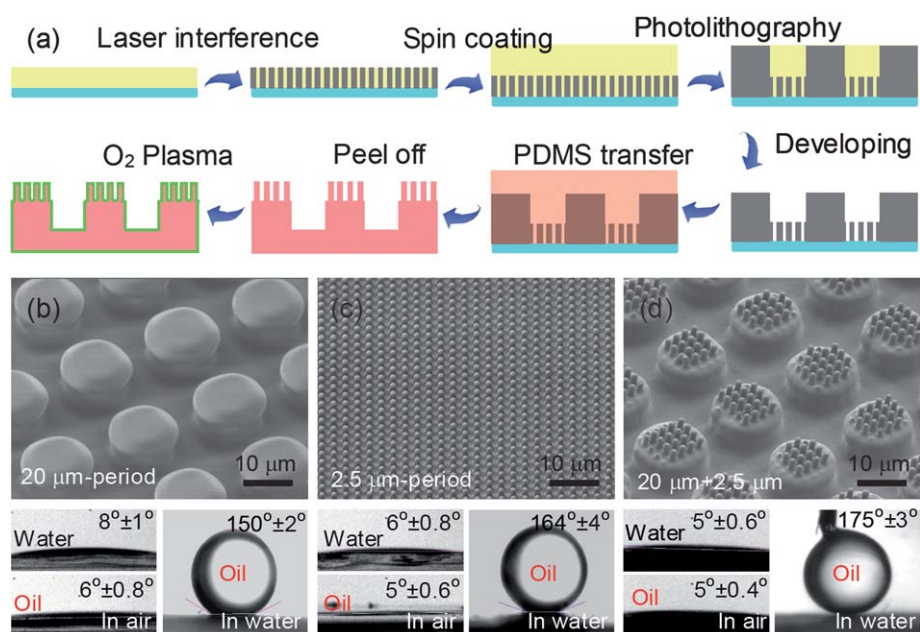 (a)
Laser interference
Spin coating
Photolithography
O₂ Plasma
Peel off
PDMS transfer
Developing
(b)
20 μm-period
10 μm
(c)
2.5 μm-period
10 μm
(d)
20 μm+2.5 μm
10 μm
Water
8°±1°
Oil
6°±0.8°
In air
150°±2°
Oil
In water
Water
6°±0.8°
Oil
5°±0.6°
In air
164°±4°
Oil
In water
Water
5°±0.6°
Oil
5°±0.4°
In air
175°±3°
Oil
In water